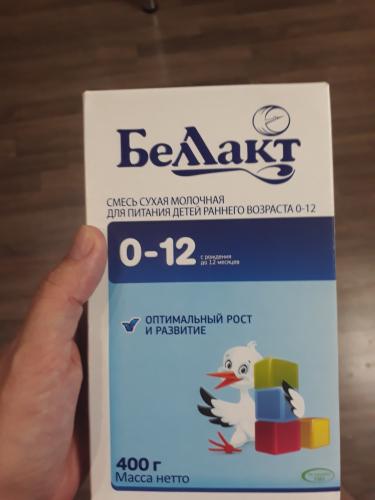 БеЛЛакт
СМЕСЬ СУХАЯ МОЛОЧНАЯ
ДЛЯ ПИТАНИЯ ДЕТЕЙ РАННЕГО ВОЗРАСТА 0-12
0-12
с рождения
до 12 месяцев
ОПТИМАЛЬНЫЙ РОСТ
И РАЗВИТИЕ
400 г
Масса нетто